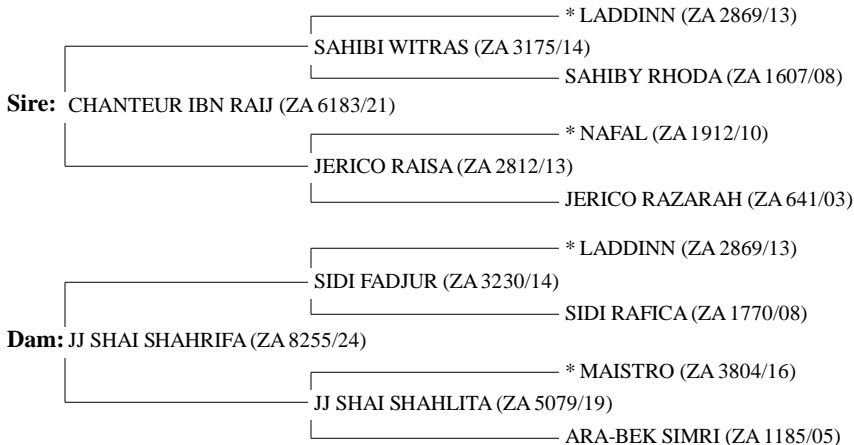 * LADDINN (ZA 2869/13)
SAHIBI WITRAS (ZA 3175/14)
SAHIBY RHODA (ZA 1607/08)
Sire: CHANTEUR IBN RAIJ (ZA 6183/21)
* NAFAL (ZA 1912/10)
JERICO RAISA (ZA 2812/13)
JERICO RAZARAH (ZA 641/03)
* LADDINN (ZA 2869/13)
SIDI FADJUR (ZA 3230/14)
SIDI RAFICA (ZA 1770/08)
Dam: JJ SHAI SHAHRIFA (ZA 8255/24)
* MAISTRO (ZA 3804/16)
JJ SHAI SHAHLITA (ZA 5079/19)
ARA-BEK SIMRI (ZA 1185/05)